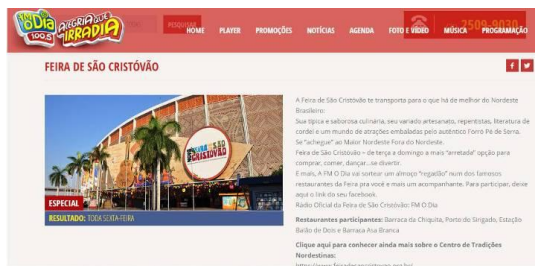 FM O DIA 100,5 ALEGRIA QUE IRRADIA
PESQUISAR
2509-9030
HOME PLAYER PROMOÇÕES NOTÍCIAS AGENDA FOTO E VÍDEO MÚSICA PROGRAMAÇÃO
FEIRA DE SÃO CRISTÓVÃO
FEIRA DE SÃO CRISTÓVÃO
ESPECIAL
RESULTADO: TODA SEXTA-FEIRA
A Feira de São Cristóvão te transporta para o que há de melhor do Nordeste
Brasileiro:
Sua típica e saborosa culinária, seu variado artesanato, repentistas, literatura de
cordel e um mundo de atrações embaladas pelo autêntico Forró Pé de Serra.
Se "achegue" ao Maior Nordeste Fora do Nordeste.
Feira de São Cristóvão – de terça a domingo a mais "arretada" opção para
comprar, comer, dançar...se divertir.
E mais, A FM O Dia vai sortear um almoço "regadão" num dos famosos
restaurantes da Feira pra você e mais um acompanhante. Para participar, deixe
aqui o link do seu facebook.
Rádio Oficial da Feira de São Cristóvão: FM O Dia
Restaurantes participantes: Barraca da Chiquita, Porto do Sirigado, Estação
Baião de Dois e Barraca Asa Branca
Clique aqui para conhecer ainda mais sobre o Centro de Tradições
Nordestinas: